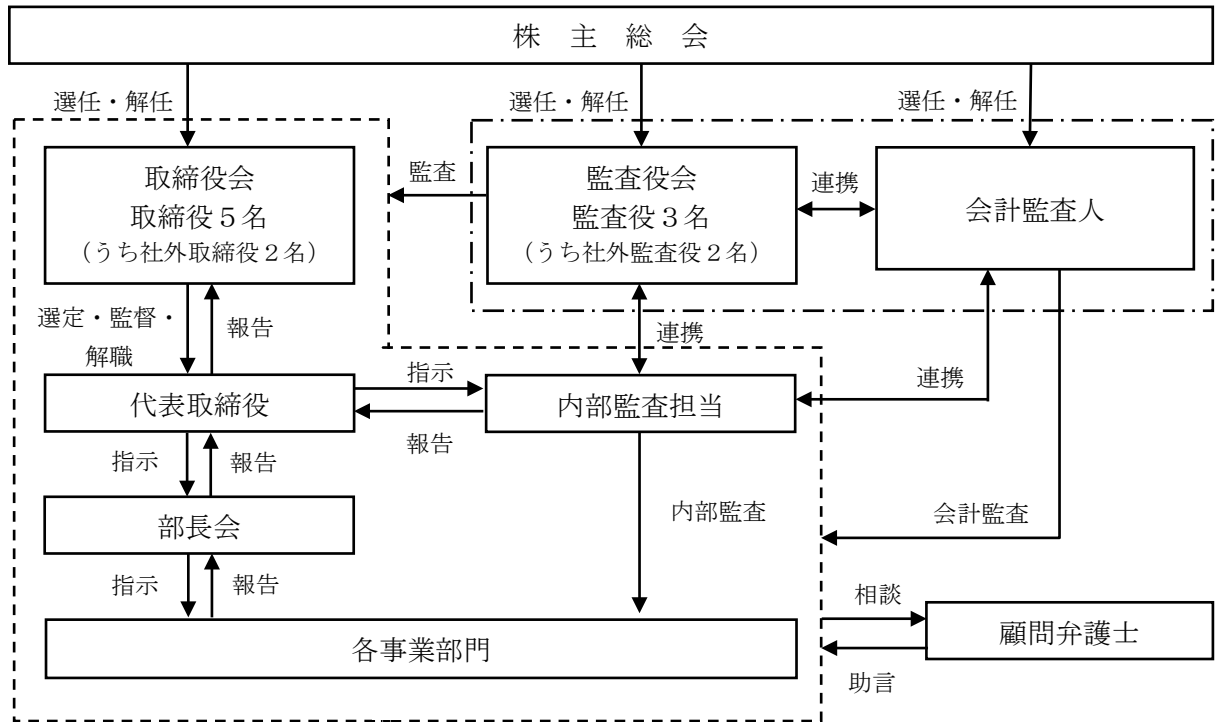 株 主 総 会
選任・解任
選任・解任
選任・解任
取締役会
取締役５名
（うち社外取締役２名）
監査
監査役会
監査役３名
（うち社外監査役２名）
連携
会計監査人
選定・監督・
解職
報告
連携
代表取締役
指示
報告
内部監査担当
連携
指示
報告
部長会
内部監査
会計監査
指示
報告
各事業部門
相談
助言
顧問弁護士